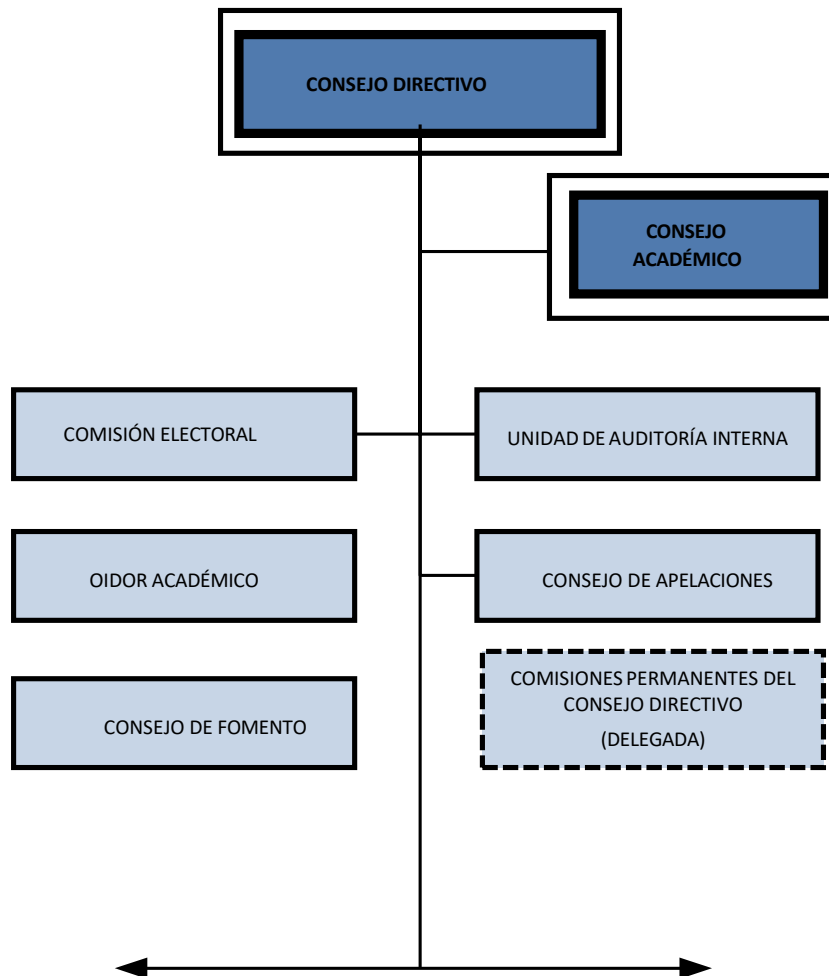 CONSEJO DIRECTIVO
CONSEJO
ACADÉMICO
COMISIÓN ELECTORAL
UNIDAD DE AUDITORÍA INTERNA
OIDOR ACADÉMICO
CONSEJO DE APELACIONES
CONSEJO DE FOMENTO
COMISIONES PERMANENTES DEL
CONSEJO DIRECTIVO
(DELEGADA)